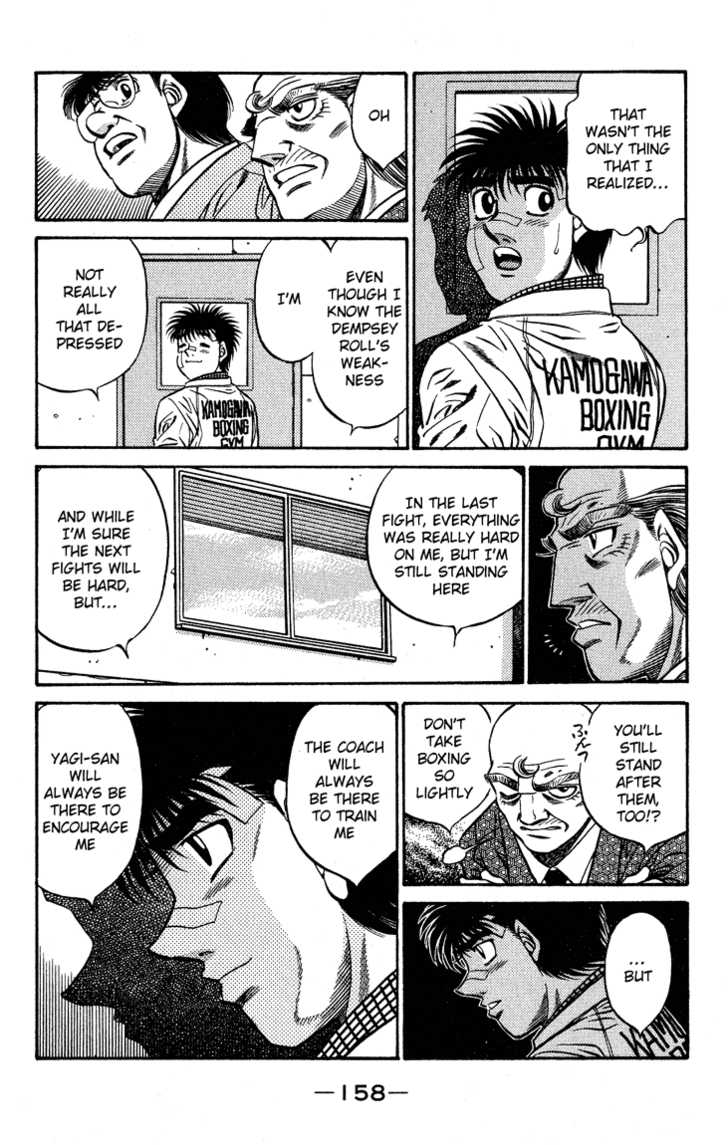 THAT
WASN'T THE
ONLY THING
THAT I
REALIZED...
KAMOGAWA
BOXING
GYM
OH
EVEN
THOUGH I
KNOW THE
DEMPSEY
ROLL'S
WEAK-
NESS
I'M
NOT
REALLY
ALL
THAT DE-
PRESSED
KAMOGAWA
BOXING
GYM
IN THE LAST
FIGHT, EVERYTHING
WAS REALLY HARD
ON ME, BUT I'M
STILL STANDING
HERE
AND WHILE
I'M SURE
THE NEXT
FIGHTS WILL
BE HARD,
BUT...
YOU'LL
STILL
STAND
AFTER
THEM,
TOO!?
ふんっ
DON'T
TAKE
BOXING
SO
LIGHTLY
...
BUT
KAMO
THE COACH
WILL
ALWAYS
BE THERE
TO TRAIN
ME
YAGI-SAN
WILL
ALWAYS BE
THERE TO
ENCOURAGE
ME
—158—